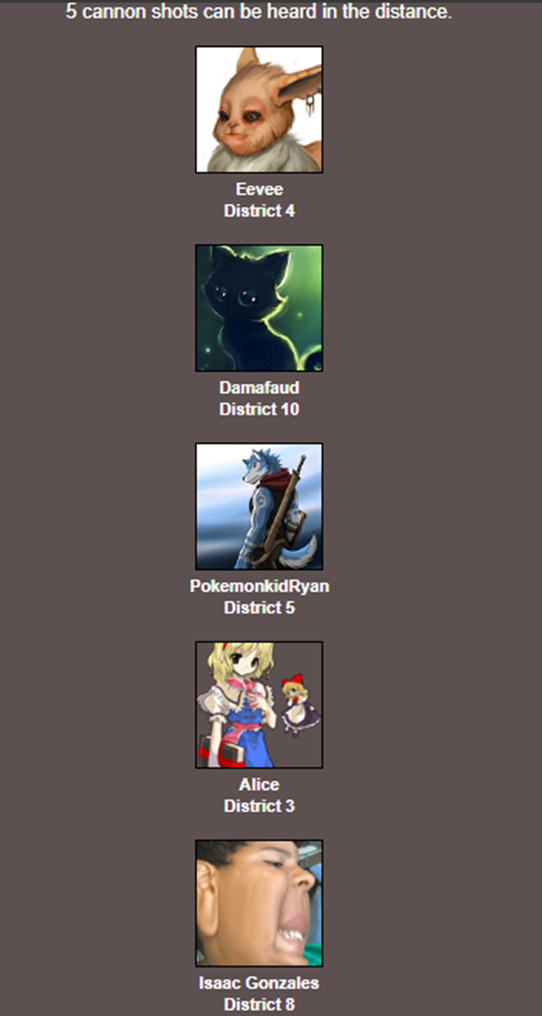 5 cannon shots can be heard in the distance.
Eevee
District 4
Damafaud
District 10
PokemonkidRyan
District 5
Alice
District 3
Isaac Gonzales
District 8